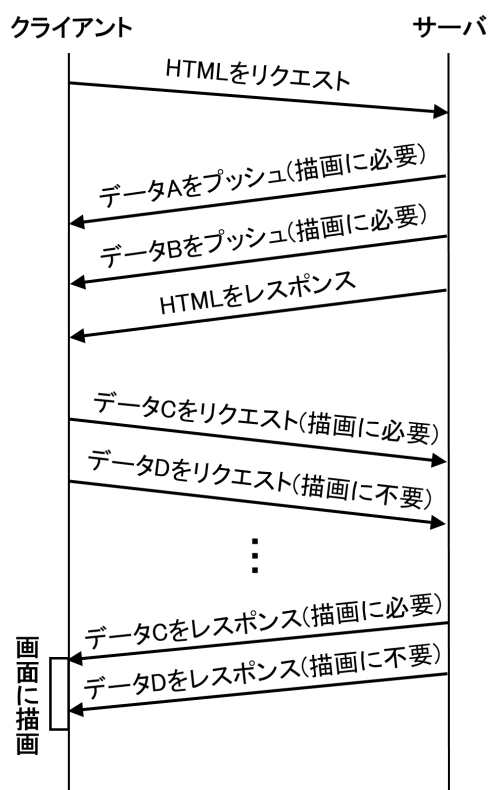 クライアント
サーバ
HTMLをリクエスト
データAをプッシュ(描画に必要)
データBをプッシュ(描画に必要)
HTMLをレスポンス
データCをリクエスト(描画に必要)
データDをリクエスト(描画に不要)
データCをレスポンス(描画に必要)
データDをレスポンス(描画に不要)
画面に描画